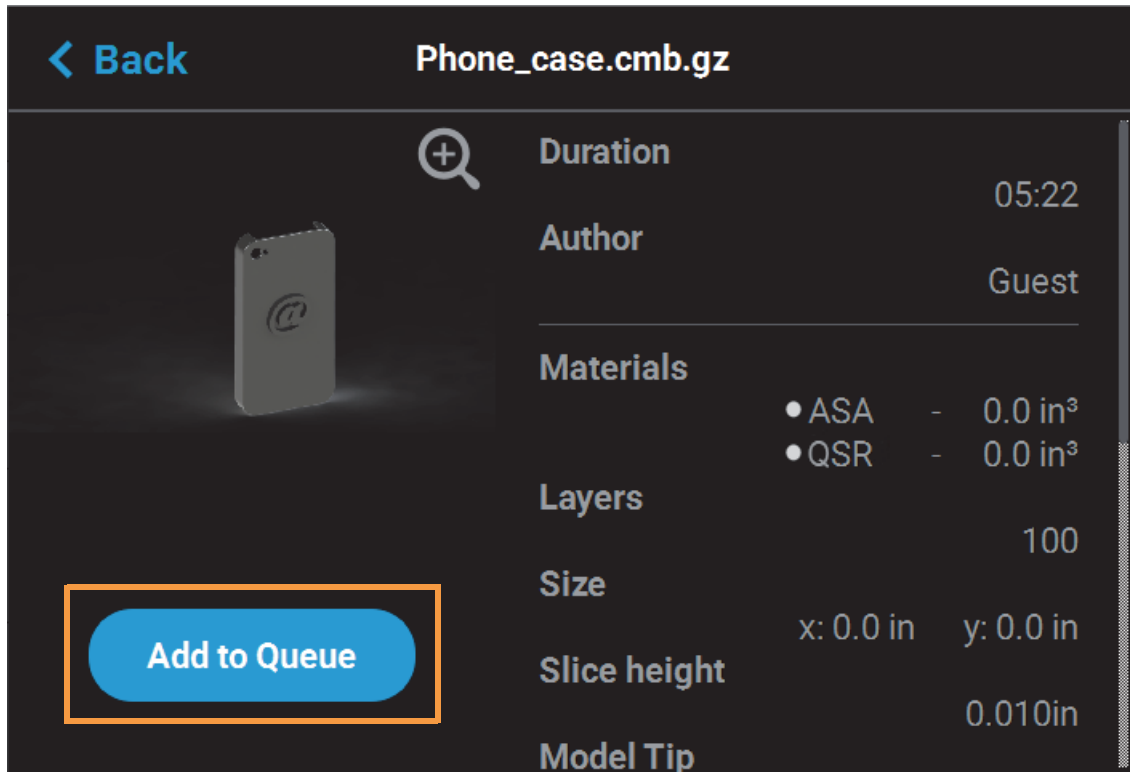 Back
Phone_case.cmb.gz
Duration
05:22
Author
Guest
Materials
ASA - 0.0 in³
QSR - 0.0 in³
Layers
100
Size
x: 0.0 in y: 0.0 in
Slice height
0.010in
Model Tip
@
Add to Queue